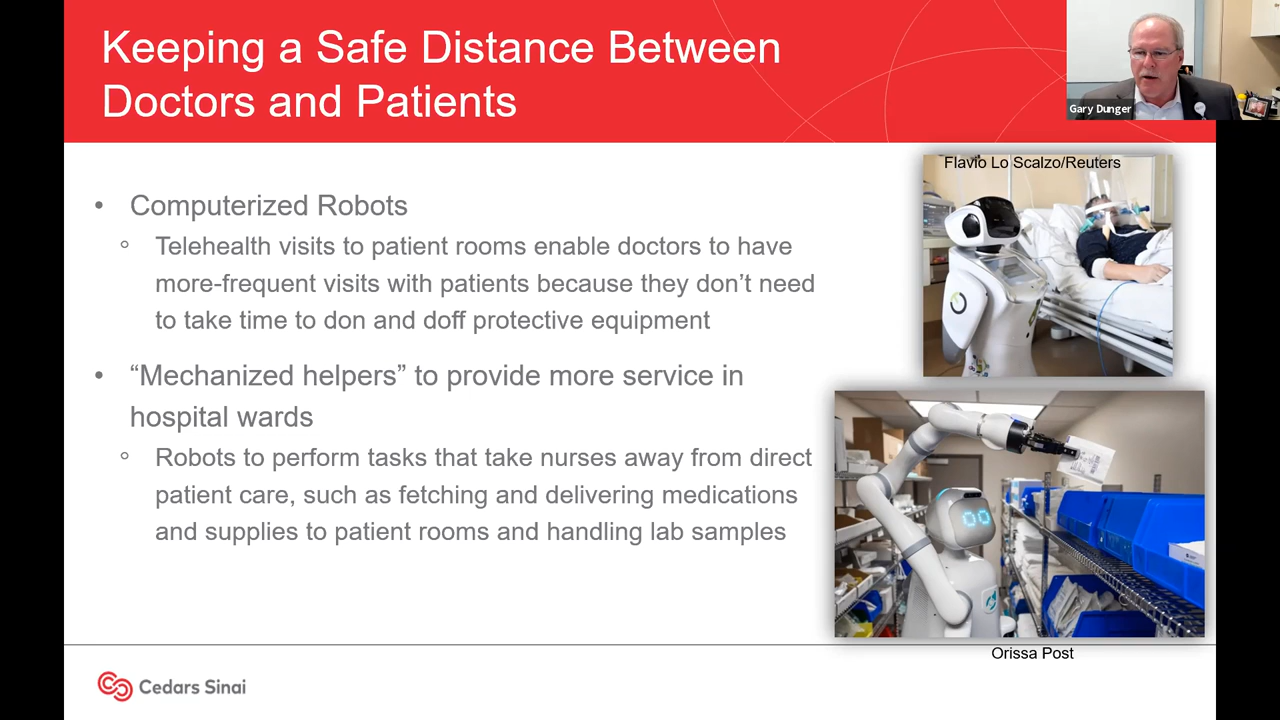 Keeping a Safe Distance Between
Doctors and Patients
Gary Dunger
Flavio Lo Scalzo/Reuters
• Computerized Robots
° Telehealth visits to patient rooms enable doctors to have
more-frequent visits with patients because they don’t need
to take time to don and doff protective equipment
• “Mechanized helpers” to provide more service in
hospital wards
° Robots to perform tasks that take nurses away from direct
patient care, such as fetching and delivering medications
and supplies to patient rooms and handling lab samples
Orissa Post
Cedars Sinai